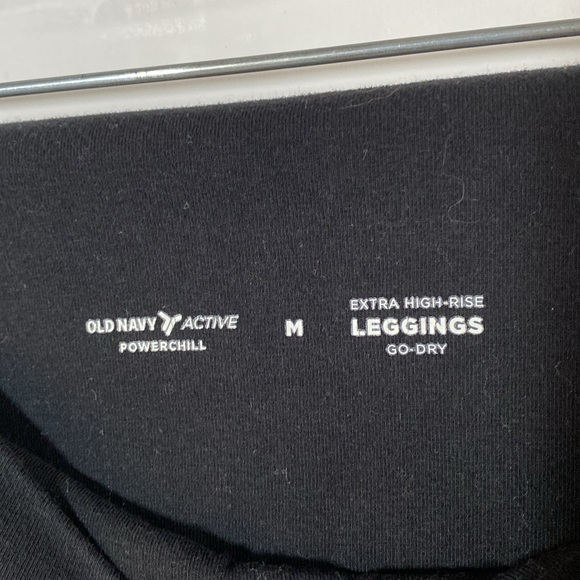 OLD NAVY ACTIVE
POWERCHILL
M
EXTRA HIGH-RISE
LEGGINGS
GO-DRY